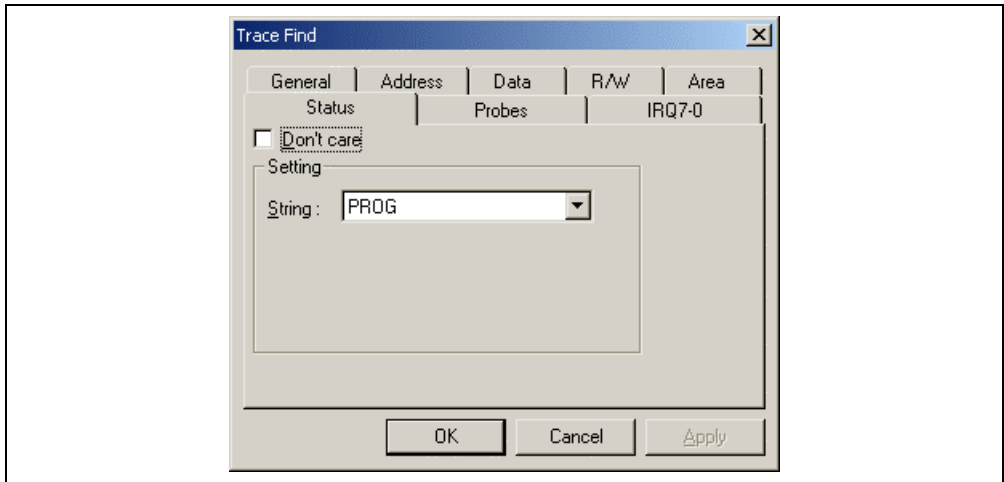 Trace Find
General Address Data R/W Area
Status Probes IRQ7-0
Don't care
Setting
String : PROG
OK Cancel Apply